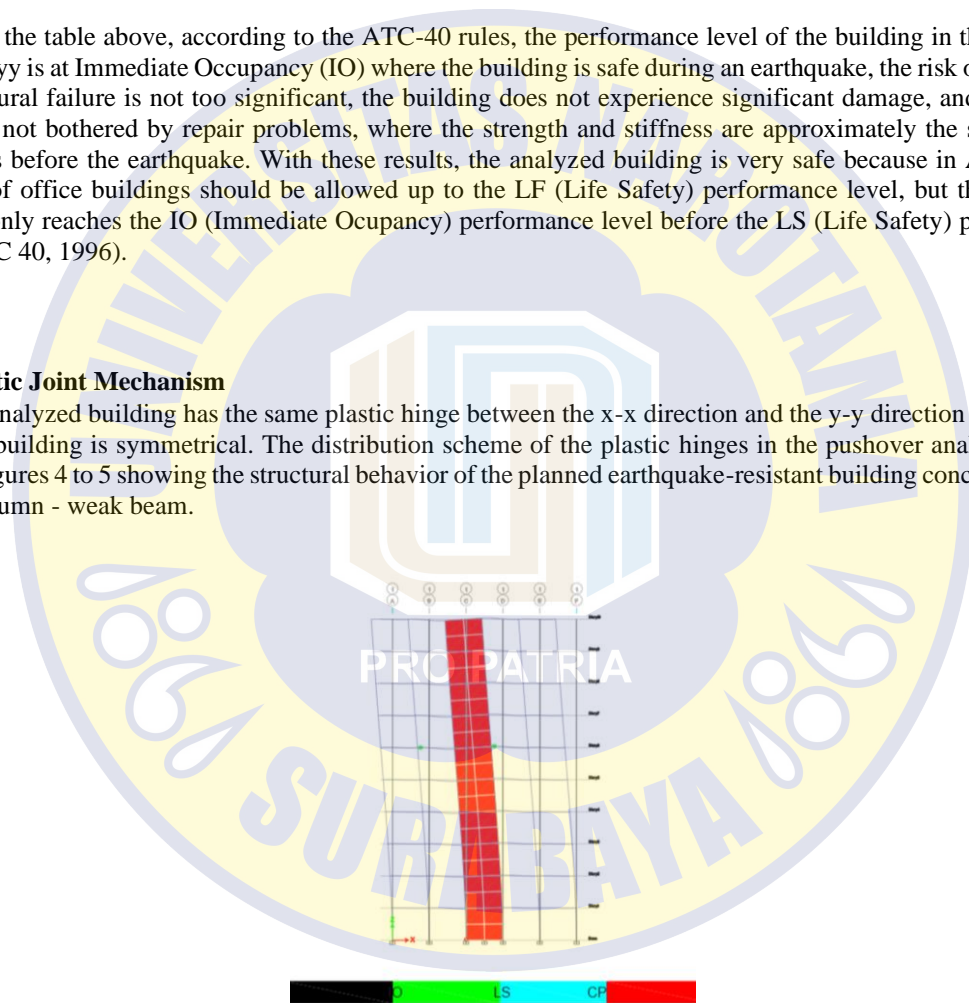 the table above, according to the ATC-40 rules, the performance level of the building in th
yy is at Immediate Occupancy (IO) where the building is safe during an earthquake, the risk o
ural failure is not too significant, the building does not experience significant damage, and
not bothered by repair problems, where the strength and stiffness are approximately the s
s before the earthquake. With these results, the analyzed building is very safe because in A
of office buildings should be allowed up to the LF (Life Safety) performance level, but th
only reaches the IO (Immediate Ocupancy) performance level before the LS (Life Safety) p
C 40, 1996).
UNIVERSITAS NAROTAMA
tic Joint Mechanism
nalyzed building has the same plastic hinge between the x-x direction and the y-y direction
building is symmetrical. The distribution scheme of the plastic hinges in the pushover anal
gures 4 to 5 showing the structural behavior of the planned earthquake-resistant building conc
umn - weak beam.
PRO PATRIA
SURABAYA
X
IO LS CP